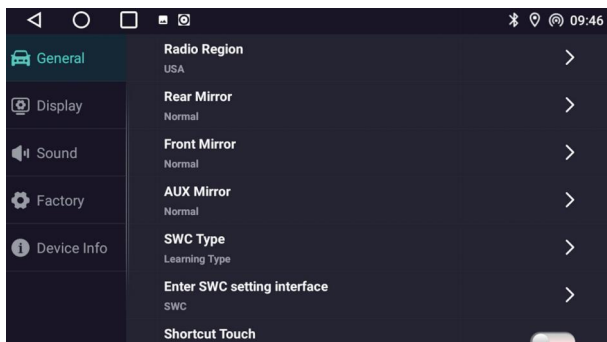 09:46
General
Display
Sound
Factory
Device Info
Radio Region
USA
Rear Mirror
Normal
Front Mirror
Normal
AUX Mirror
Normal
SWC Type
Learning Type
Enter SWC setting interface
SWC
Shortcut Touch